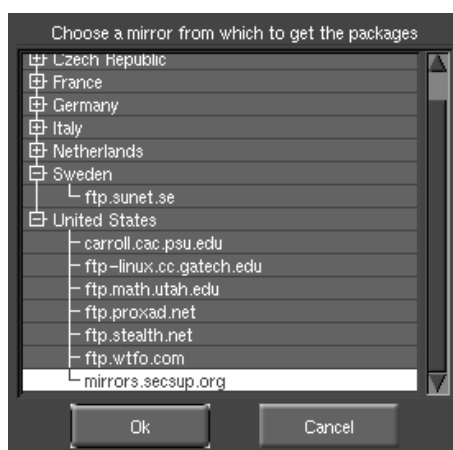 Choose a mirror from which to get the packages
Czech Republic
France
Germany
Italy
Netherlands
Sweden
ftp.sunet.se
United States
carroll.cac.psu.edu
ftp-linux.cc.gatech.edu
ftp.math.utah.edu
ftp.proxad.net
ftp.stealth.net
ftp.wtfo.com
mirrors.secsup.org
Ok Cancel